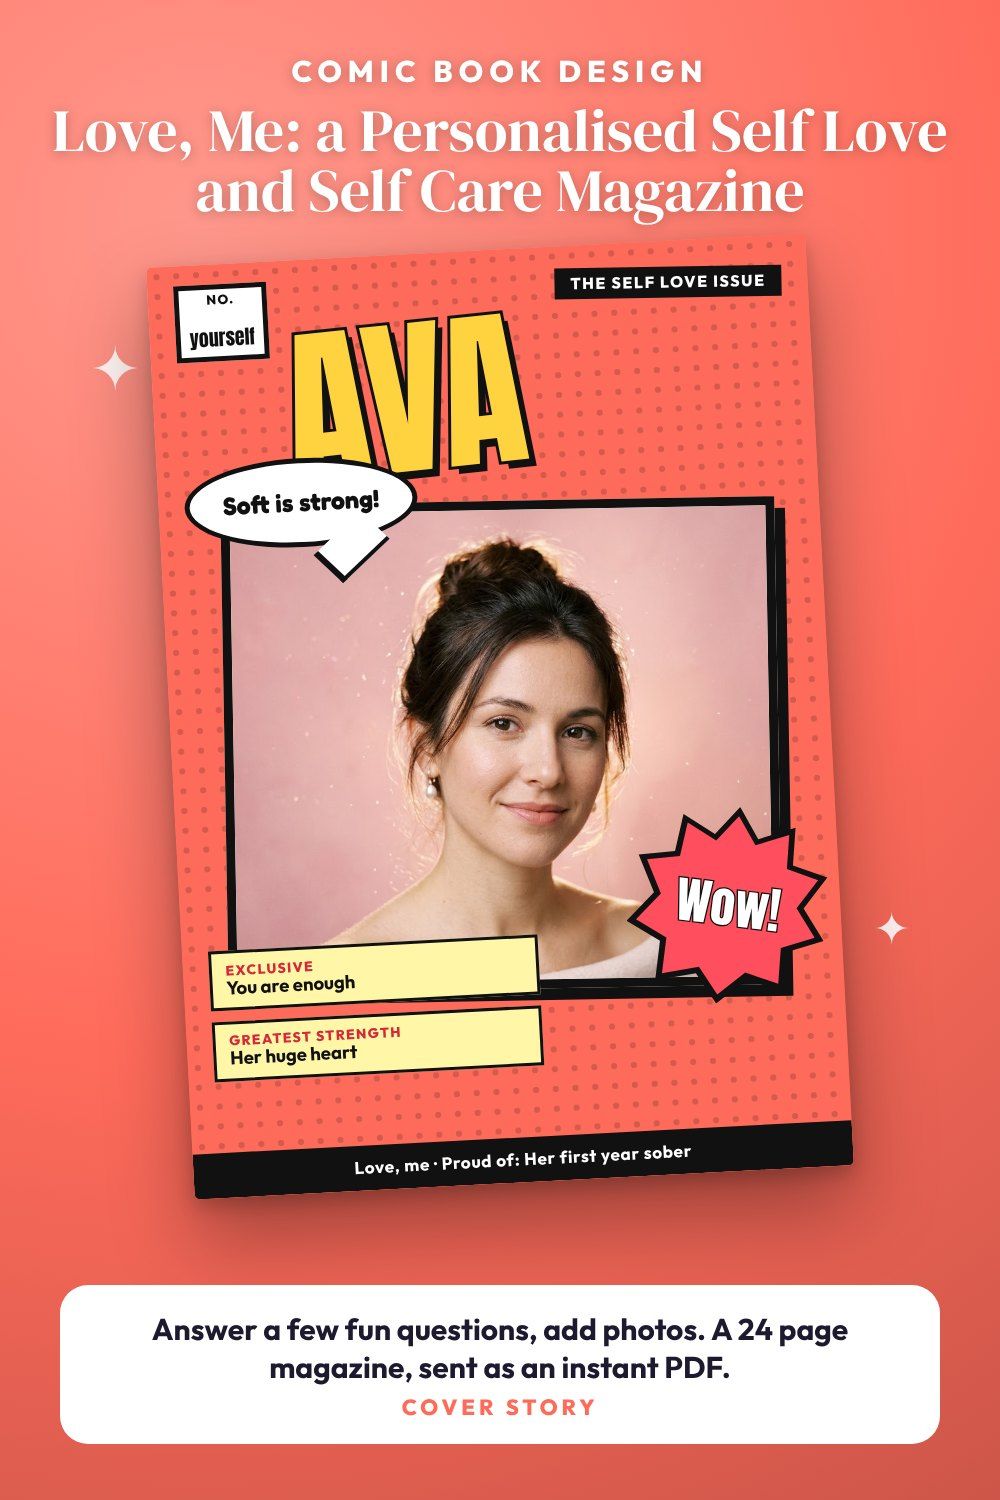 COMIC BOOK DESIGN
Love, Me: a Personalised Self Love
and Self Care Magazine
NO.
yourself
THE SELF LOVE ISSUE
AVA
Soft is strong!
Wow!
EXCLUSIVE
You are enough
GREATEST STRENGTH
Her huge heart
Love, me · Proud of: Her first year sober
Answer a few fun questions, add photos. A 24 page
magazine, sent as an instant PDF.
COVER STORY